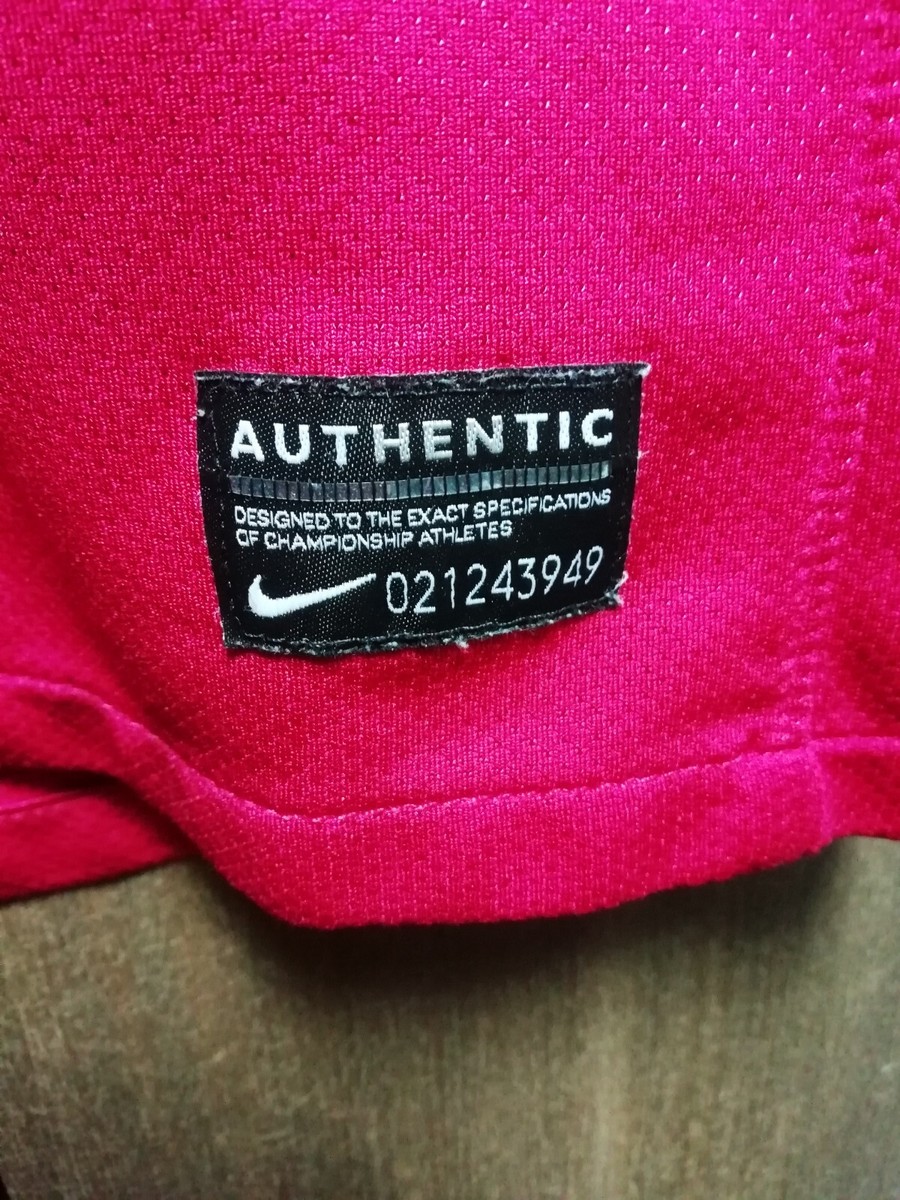 AUTHENTIC
DESIGNED TO THE EXACT SPECIFICATIONS
OF CHAMPIONSHIP ATHLETES
021243949